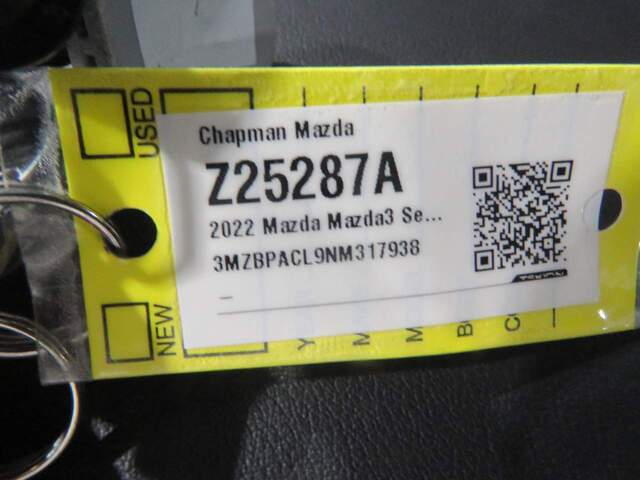 USED
NEW
Chapman Mazda
Z25287A
2022 Mazda Mazda3 Se...
3MZBPACL9NM317938